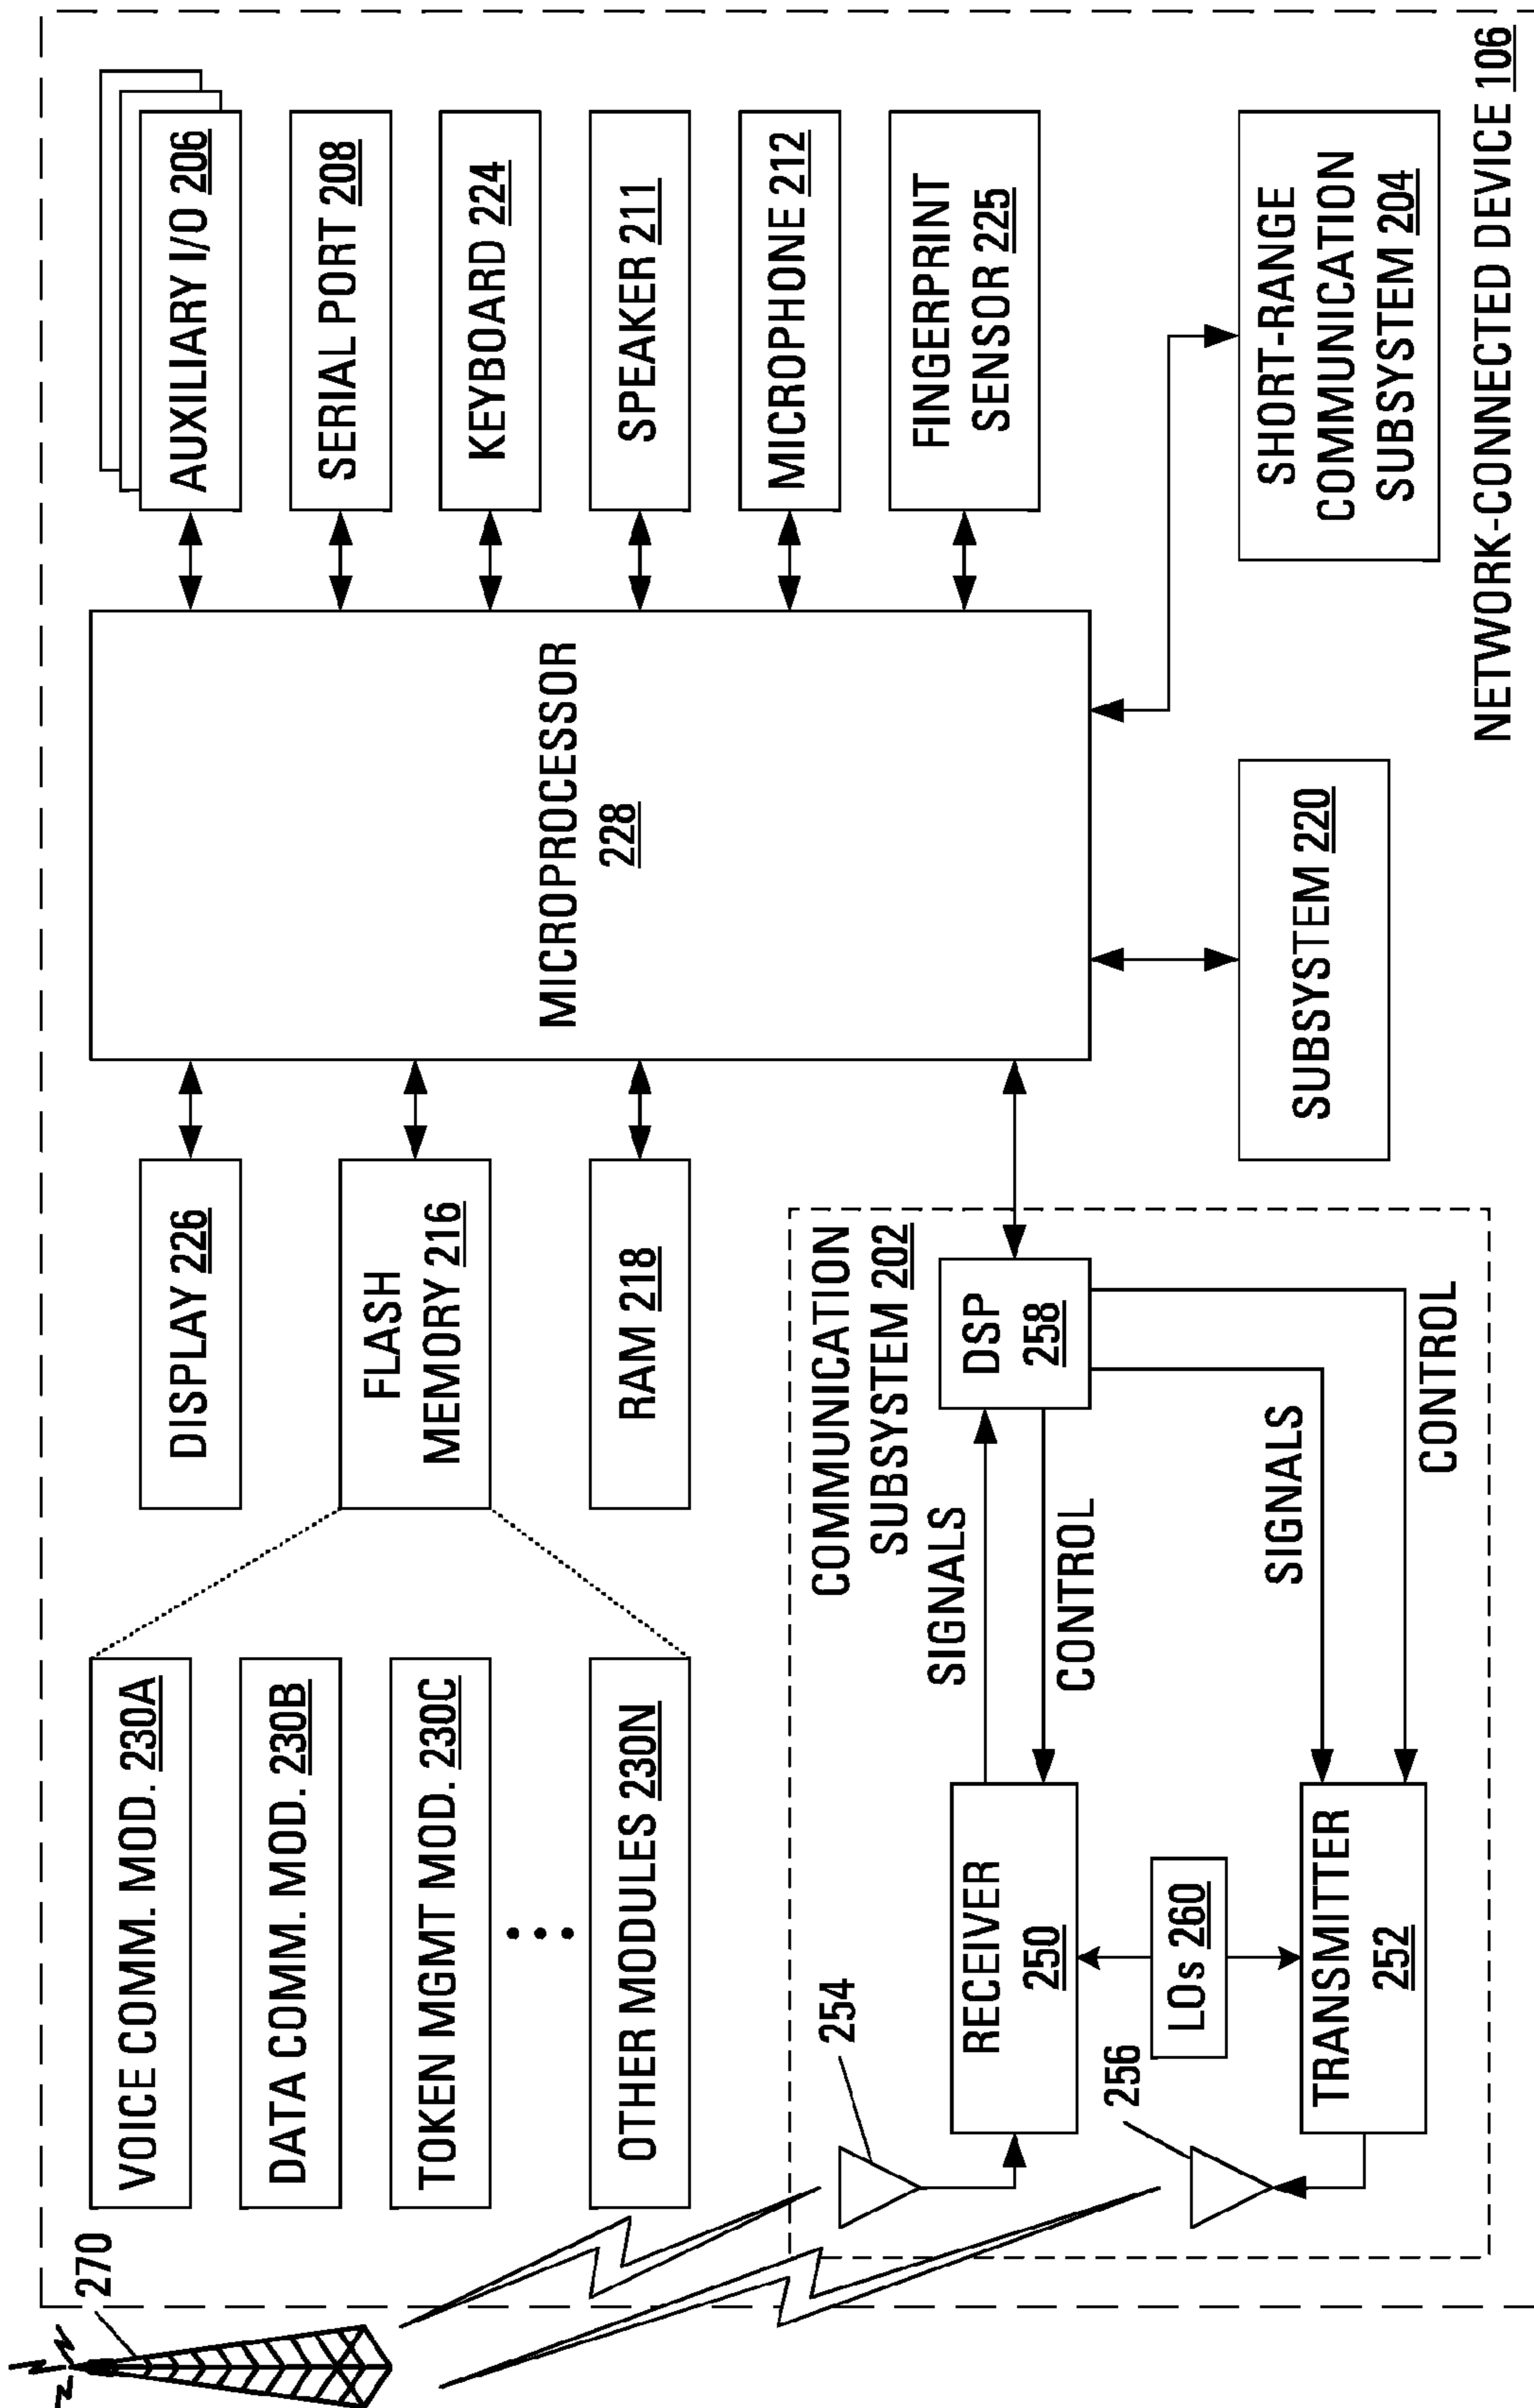 270
VOICE COMM. MOD. 230A
DATA COMM. MOD. 230B
TOKEN MGMT MOD. 230C
OTHER MODULES 230N
DISPLAY 226
FLASH
MEMORY 216
RAM 218
MICROPROCESSOR
228
AUXILIARY I/O 206
SERIAL PORT 208
KEYBOARD 224
SPEAKER 211
MICROPHONE 212
FINGERPRINT
SENSOR 225
COMMUNICATION
SUBSYSTEM 202
254
RECEIVER
250
SIGNALS
CONTROL
DSP
258
256
LOs 260
TRANSMITTER
252
SIGNALS
CONTROL
SUBSYSTEM 220
SHORT-RANGE
COMMUNICATION
SUBSYSTEM 204
NETWORK-CONNECTED DEVICE 106